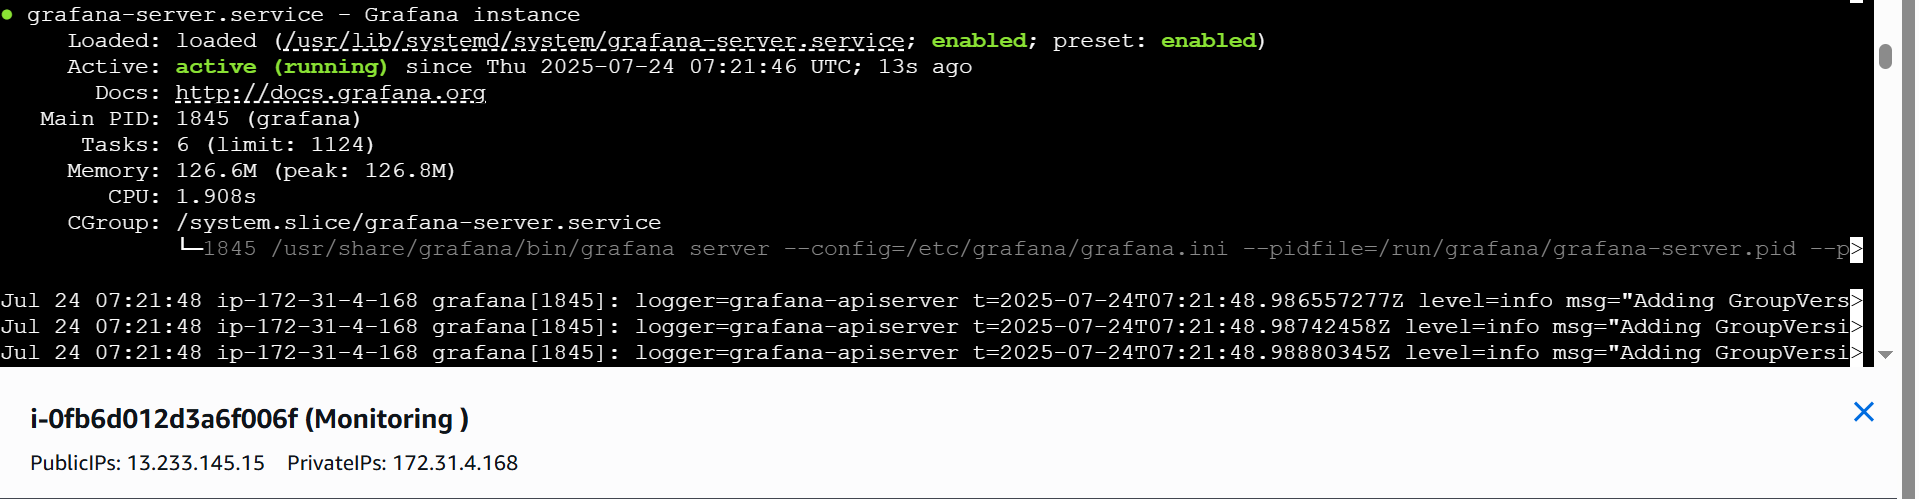 ● grafana-server.service - Grafana instance
Loaded: loaded (/usr/lib/systemd/system/grafana-server.service; enabled; preset: enabled)
Active: active (running) since Thu 2025-07-24 07:21:46 UTC; 13s ago
Docs: http://docs.grafana.org
Main PID: 1845 (grafana)
Tasks: 6 (limit: 1124)
Memory: 126.6M (peak: 126.8M)
CPU: 1.908s
CGroup: /system.slice/grafana-server.service
└─1845 /usr/share/grafana/bin/grafana server --config=/etc/grafana/grafana.ini --pidfile=/run/grafana/grafana-server.pid --p>
Jul 24 07:21:48 ip-172-31-4-168 grafana[1845]: logger=grafana-apiserver t=2025-07-24T07:21:48.986557277Z level=info msg="Adding GroupVers>
Jul 24 07:21:48 ip-172-31-4-168 grafana[1845]: logger=grafana-apiserver t=2025-07-24T07:21:48.98742458Z level=info msg="Adding GroupVersi>
Jul 24 07:21:48 ip-172-31-4-168 grafana[1845]: logger=grafana-apiserver t=2025-07-24T07:21:48.98880345Z level=info msg="Adding GroupVersi>
i-0fb6d012d3a6f006f (Monitoring )
PublicIPs: 13.233.145.15 PrivateIPs: 172.31.4.168